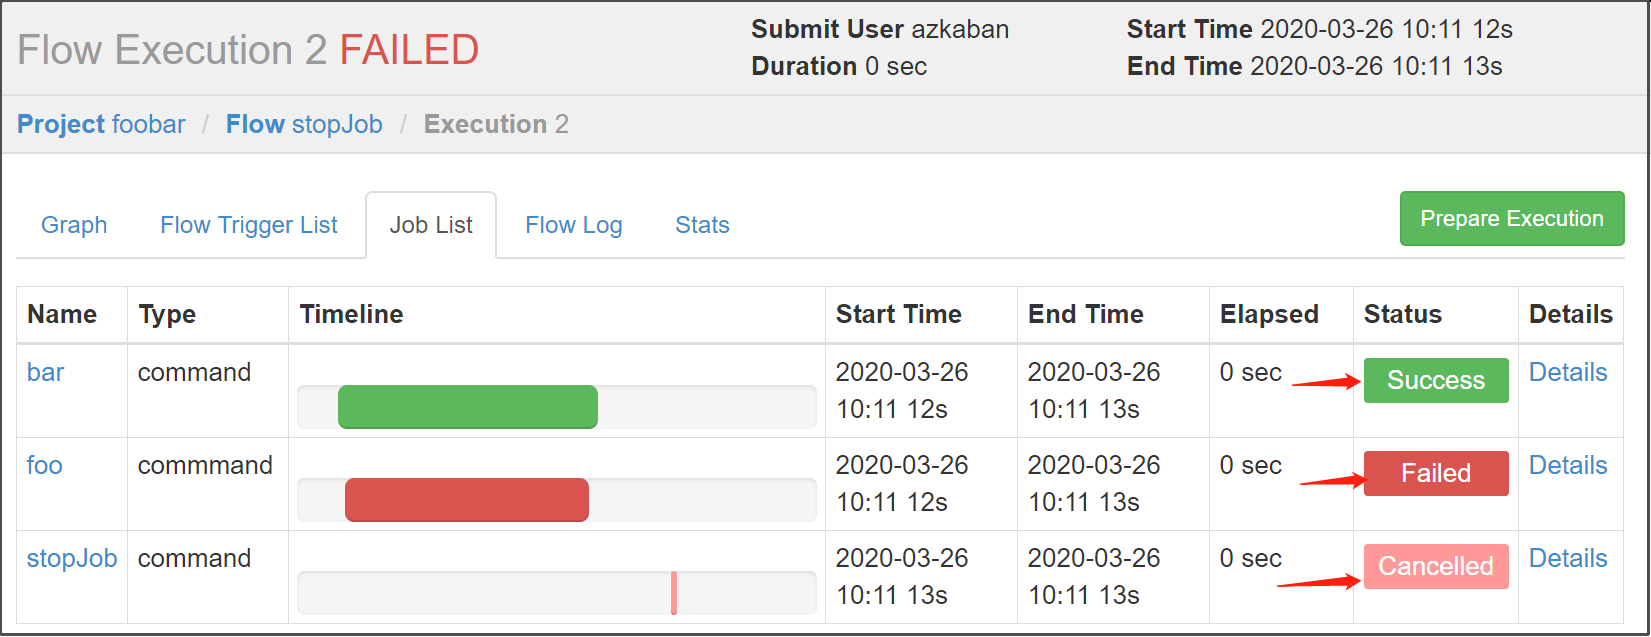 Flow Execution 2 FAILED
Submit User azkaban
Duration 0 sec
Start Time 2020-03-26 10:11 12s
End Time 2020-03-26 10:11 13s
Project foobar / Flow stopJob / Execution 2
Graph Flow Trigger List Job List Flow Log Stats
Prepare Execution
Name Type Timeline Start Time End Time Elapsed Status Details
bar command 2020-03-26 2020-03-26 0 sec Success Details
10:11 12s 10:11 13s
foo commmand 2020-03-26 2020-03-26 0 sec Failed Details
10:11 12s 10:11 13s
stopJob command 2020-03-26 2020-03-26 0 sec Cancelled Details
10:11 13s 10:11 13s